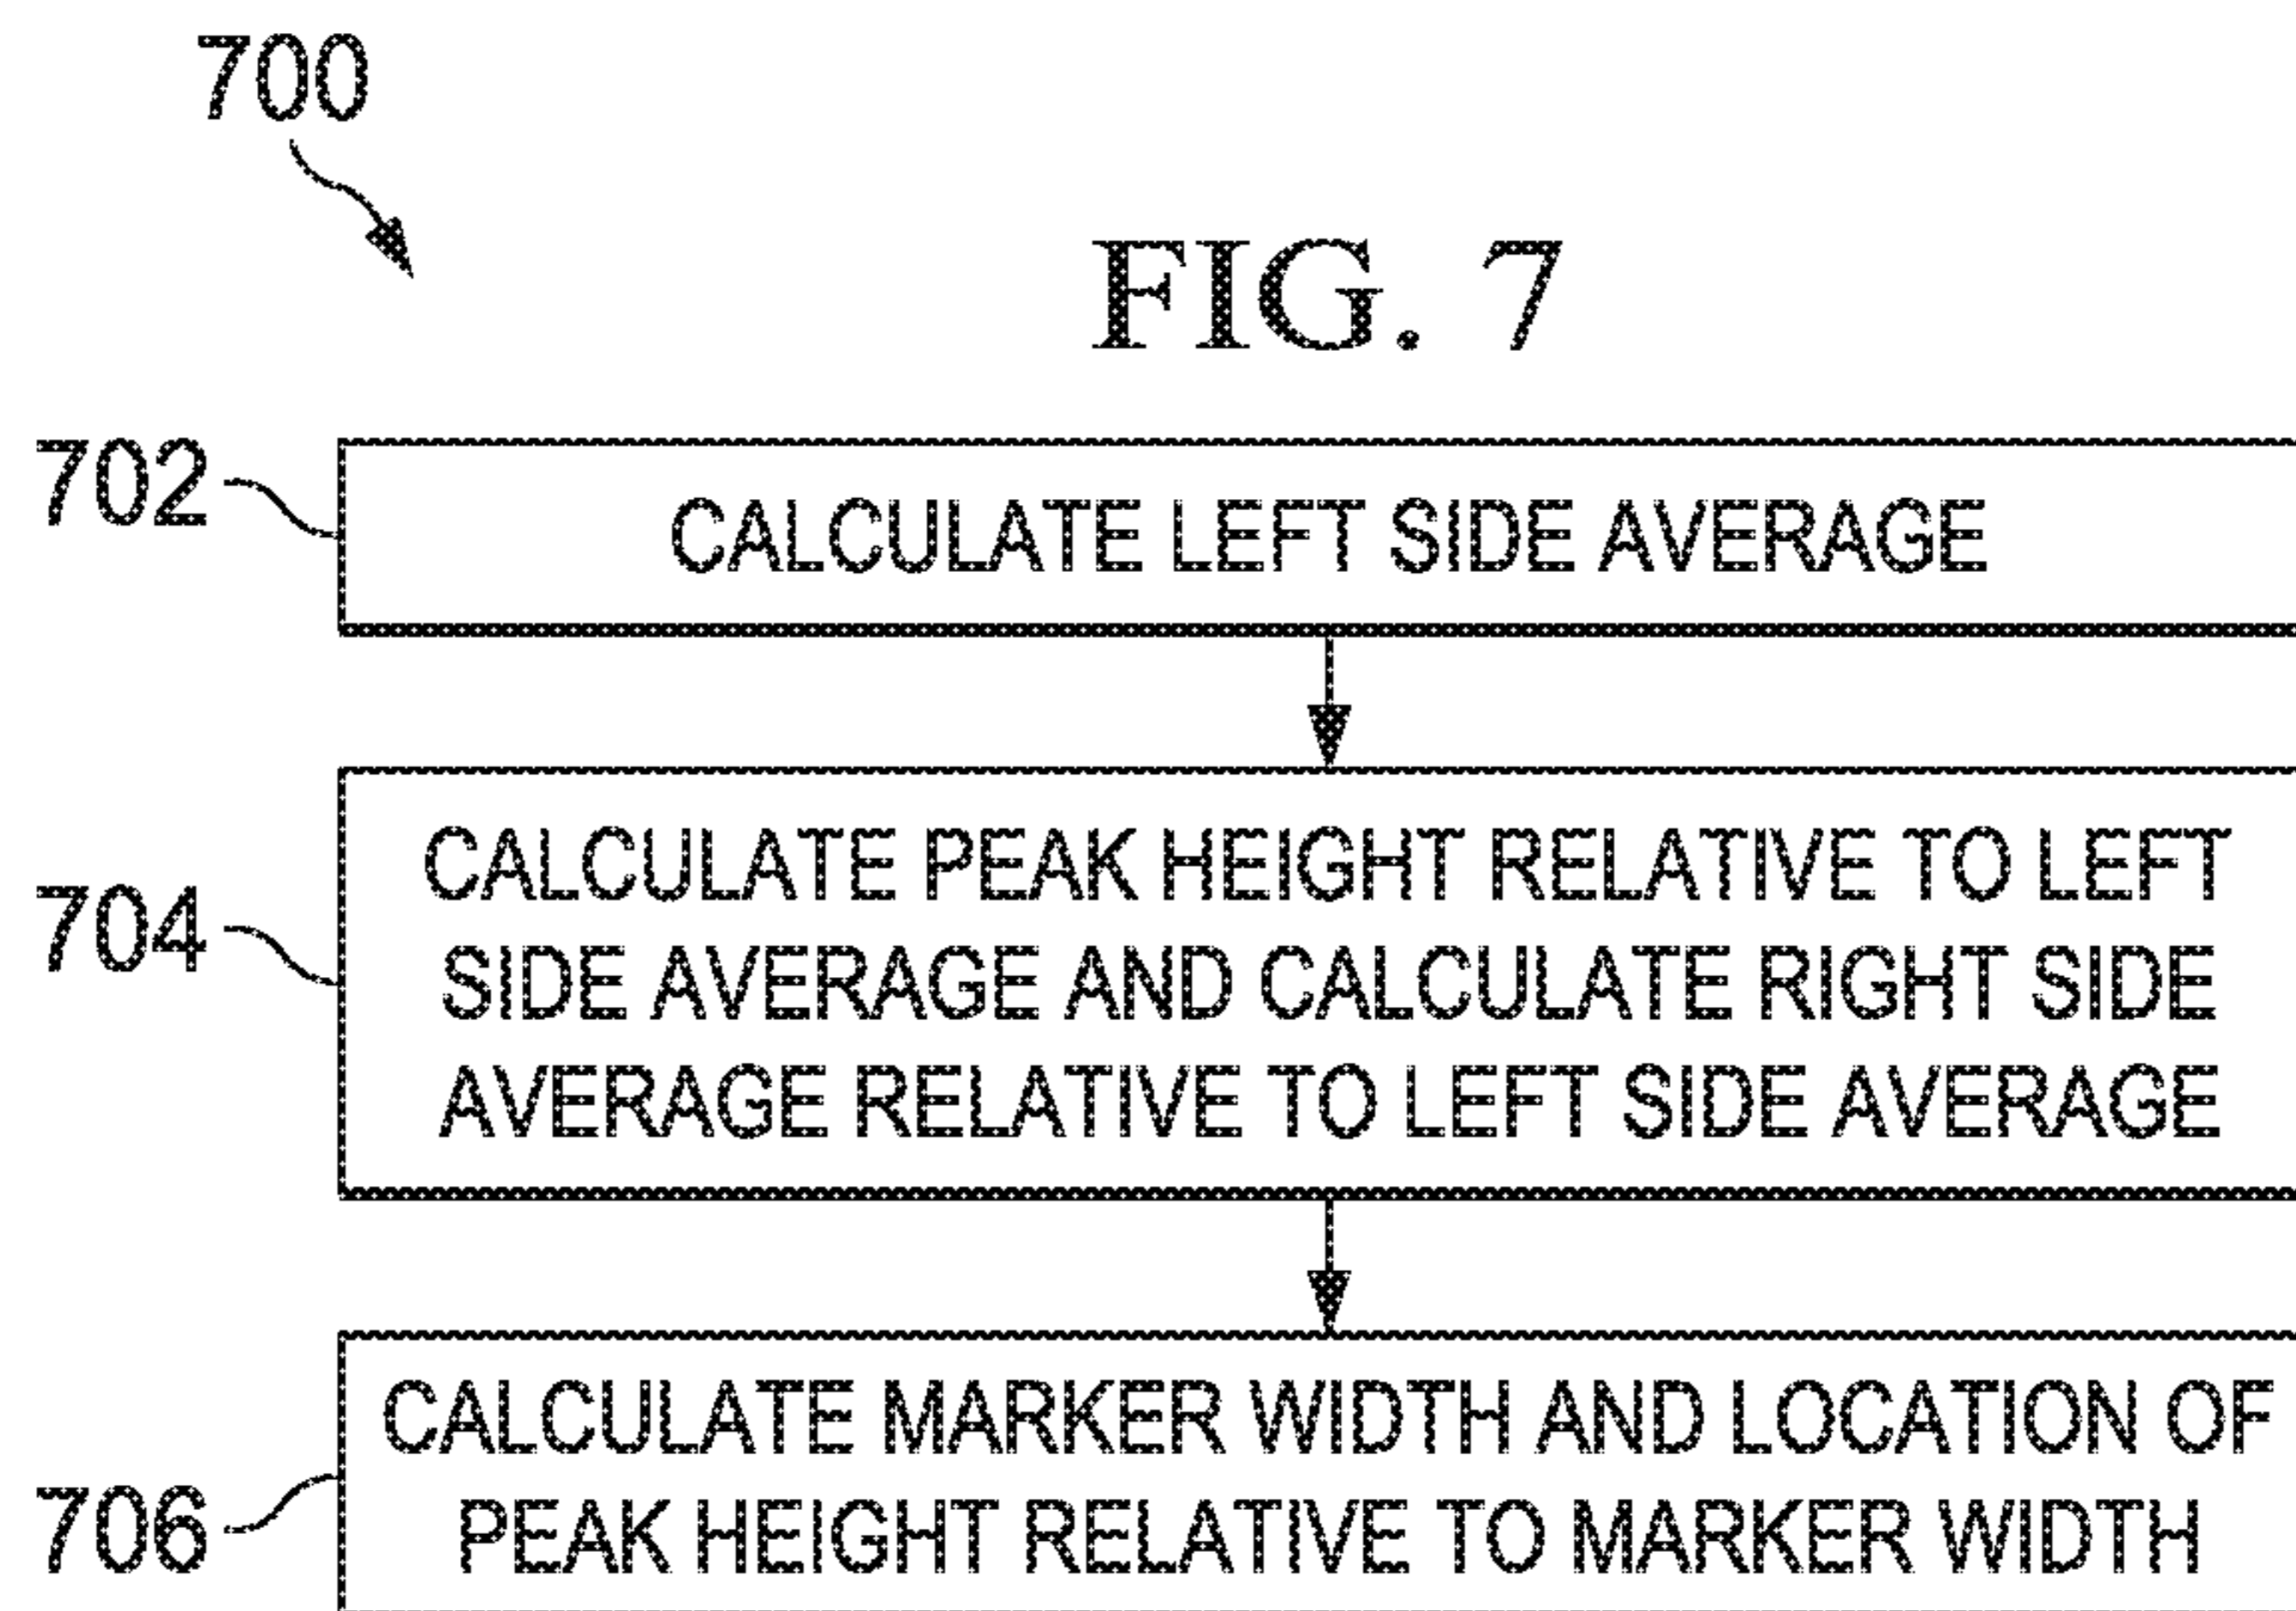 700
FIG. 7
702
CALCULATE LEFT SIDE AVERAGE
704
CALCULATE PEAK HEIGHT RELATIVE TO LEFT
SIDE AVERAGE AND CALCULATE RIGHT SIDE
AVERAGE RELATIVE TO LEFT SIDE AVERAGE
706
CALCULATE MARKER WIDTH AND LOCATION OF
PEAK HEIGHT RELATIVE TO MARKER WIDTH